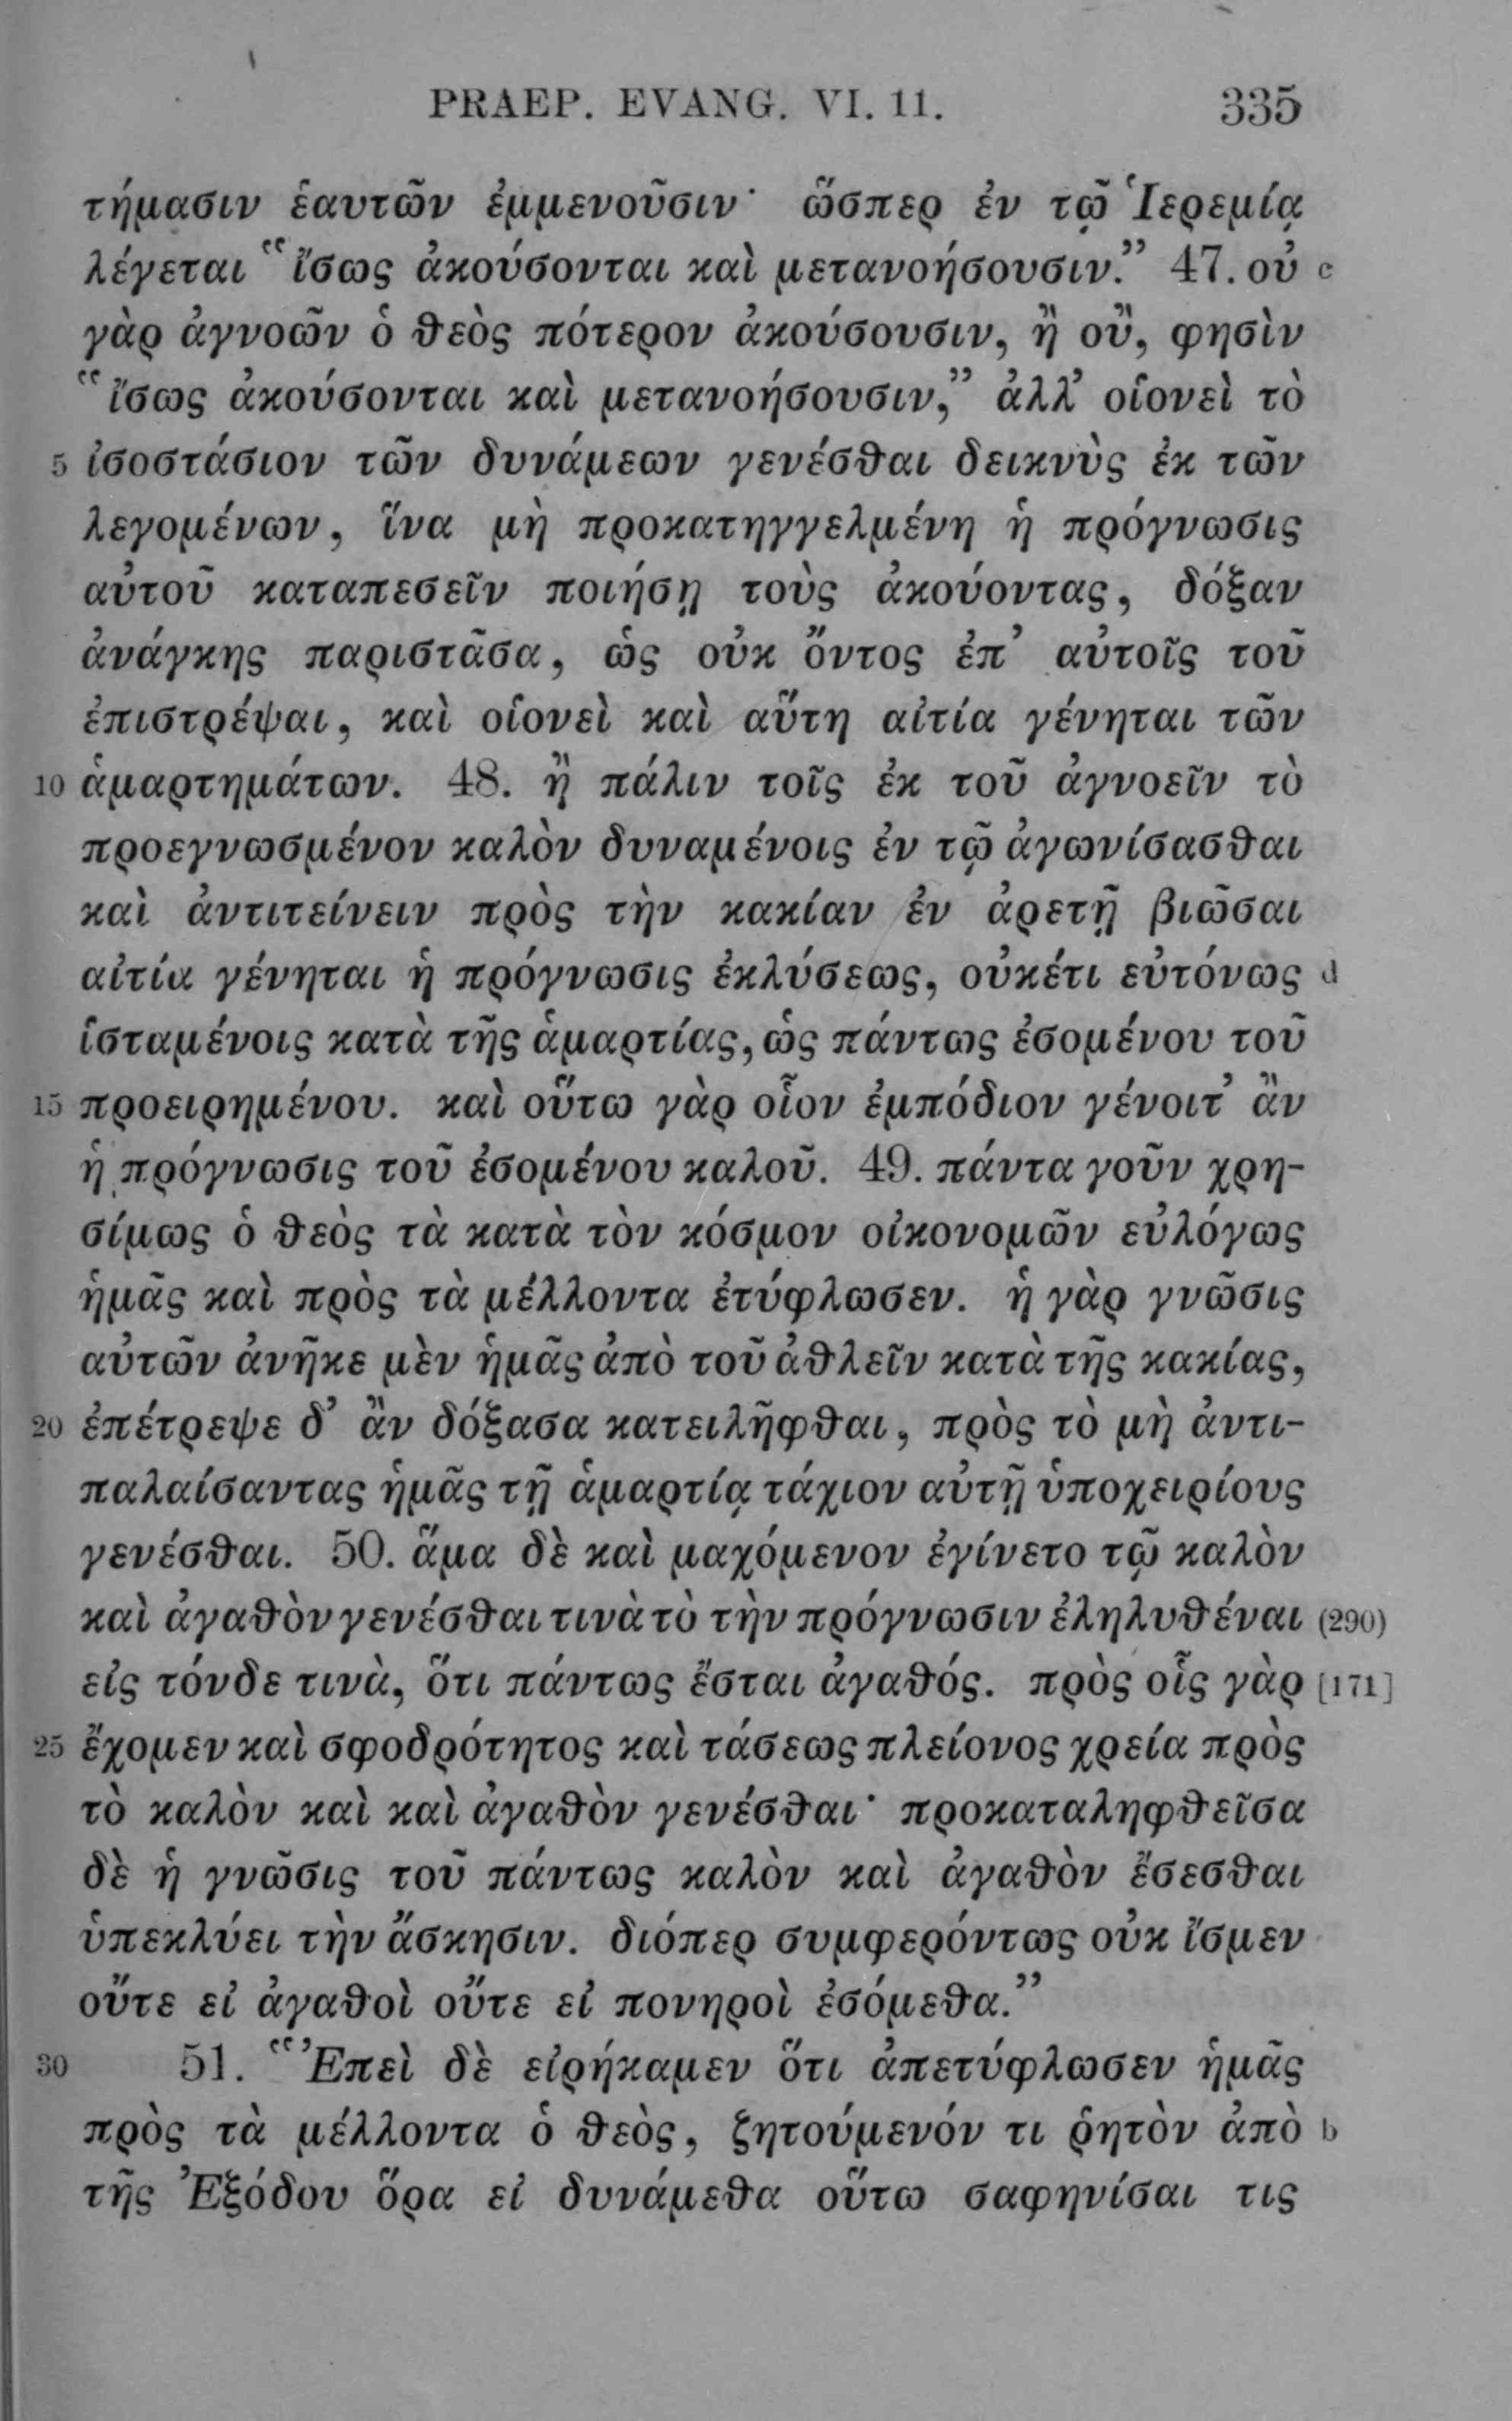 PRAEP. EVANG. VI. 11. 335
τήμασιν ἑαυτῶν ἐμμενοῦσιν· ὥσπερ ἐν τῷ Ἱερεμίᾳ
λέγεται “ἴσως ἀκούσονται καὶ μετανοήσουσιν.” 47. οὐ c
γὰρ ἀγνοῶν ὁ θεὸς πότερον ἀκούσουσιν, ἢ οὒ, φησὶν
“ἴσως ἀκούσονται καὶ μετανοήσουσιν,” ἀλλ’ οἱονεὶ τὸ
5 ἰσοστάσιον τῶν δυνάμεων γενέσθαι δεικνὺς ἐκ τῶν
λεγομένων, ἵνα μὴ προκατηγγελμένη ἡ πρόγνωσις
αὐτοῦ καταπεσεῖν ποιήσῃ τοὺς ἀκούοντας, δόξαν
ἀνάγκης παριστᾶσα, ὡς οὐκ ὄντος ἐπ’ αὐτοῖς τοῦ
ἐπιστρέψαι, καὶ οἱονεὶ καὶ αὕτη αἰτία γένηται τῶν
10 ἁμαρτημάτων. 48. ἢ πάλιν τοῖς ἐκ τοῦ ἀγνοεῖν τὸ
προεγνωσμένον καλὸν δυναμένοις ἐν τῷ ἀγωνίσασθαι
καὶ ἀντιτείνειν πρὸς τὴν κακίαν ἐν ἀρετῇ βιῶσαι
αἰτία γένηται ἡ πρόγνωσις ἐκλύσεως, οὐκέτι εὐτόνως d
ἱσταμένοις κατὰ τῆς ἁμαρτίας, ὡς πάντως ἐσομένου τοῦ
15 προειρημένου. καὶ οὕτω γὰρ οἷον ἐμπόδιον γένοιτ’ ἂν
ἡ πρόγνωσις τοῦ ἐσομένου καλοῦ. 49. πάντα γοῦν χρη-
σίμως ὁ θεὸς τὰ κατὰ τὸν κόσμον οἰκονομῶν εὐλόγως
ἡμᾶς καὶ πρὸς τὰ μέλλοντα ἐτύφλωσεν. ἡ γὰρ γνῶσις
αὐτῶν ἀνῆκε μὲν ἡμᾶς ἀπὸ τοῦ ἀθλεῖν κατὰ τῆς κακίας,
20 ἐπέτρεψε δ’ ἂν δόξασα κατειλῆφθαι, πρὸς τὸ μὴ ἀντι-
παλαίσαντας ἡμᾶς τῇ ἁμαρτίᾳ τάχιον αὐτῇ ὑποχειρίους
γενέσθαι. 50. ἅμα δὲ καὶ μαχόμενον ἐγίνετο τῷ καλὸν
καὶ ἀγαθὸν γενέσθαι τινὰ τὸ τὴν πρόγνωσιν ἐληλυθέναι (290)
εἰς τόνδε τινὰ, ὅτι πάντως ἔσται ἀγαθός. πρὸς οἷς γὰρ [171]
25 ἔχομεν καὶ σφοδρότητος καὶ τάσεως πλείονος χρεία πρὸς
τὸ καλὸν καὶ καὶ ἀγαθὸν γενέσθαι· προκαταληφθεῖσα
δὲ ἡ γνῶσις τοῦ πάντως καλὸν καὶ ἀγαθὸν ἔσεσθαι
ὑπεκλύει τὴν ἄσκησιν. διόπερ συμφερόντως οὐκ ἴσμεν
οὔτε εἰ ἀγαθοὶ οὔτε εἰ πονηροὶ ἐσόμεθα.”
30 51. “Ἐπεὶ δὲ εἰρήκαμεν ὅτι ἀπετύφλωσεν ἡμᾶς
πρὸς τὰ μέλλοντα ὁ θεὸς, ζητούμενόν τι ῥητὸν ἀπὸ b
τῆς Ἐξόδου ὅρα εἰ δυνάμεθα οὕτω σαφηνίσαι τις